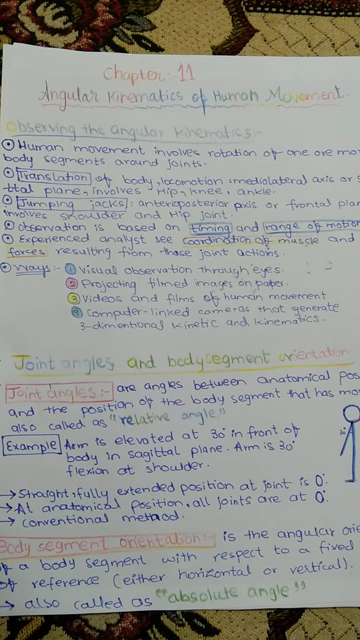 Chapter:-11
Angular Kinematics of Human Movement.
Observing the angular kinematics:-
Human movement involves rotation of one or mo
body segments around joints.
Translation of body, locomotion :mediolateral axis or s
ttal plane, involves Hip, knee, ankle.
Jumping jacks: anteroposterior axis or frontal plan
involves shoulder and Hip joint.
Observation is based on timing and range of motion
Experienced analyst see coordination of muscle and
forces resulting from those joint actions.
ways:- 1 Visual observation through eyes.
2 Projecting filmed images on paper.
3 Videos and films of human movement
4 Computer-linked cameras that generate
3-dimentional kinetic and kinematics.
Joint angles and body segment orientation
Joint angles:- are angles between anatomical pos
and the position of the body segment that has mov
also called as "relative angle"
Example Arm is elevated at 30° in front of
body in sagittal plane. Arm is 30°
flexion at shoulder.
→Straight, fully extended position at joint is 0°.
→At anatomical position, all joints are at 0°.
→ conventional method.
Body segment orientation:- is the angular orie
of a body segment with respect to a fixed
of reference (either horizontal or vertical).
→ also called as "absolute angle"